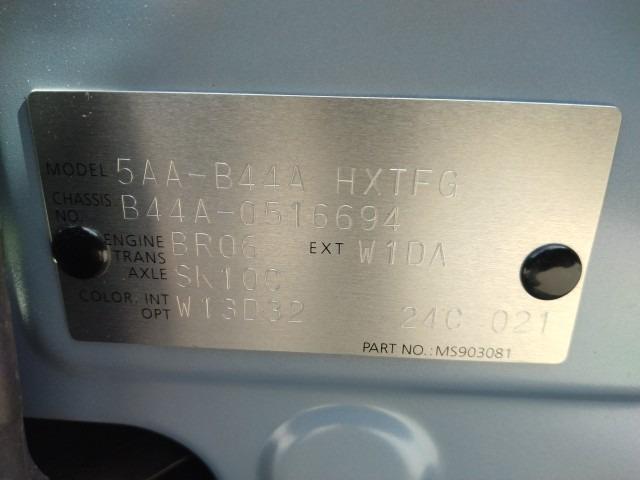 MODEL 5AA-B44A HXTFG
CHASSIS NO. B44A-0516694
ENGINE BR06 EXT W1DA
TRANS AXLE SK10C
COLOR, INT OPT W13D32 24C 021
PART NO.:MS903081